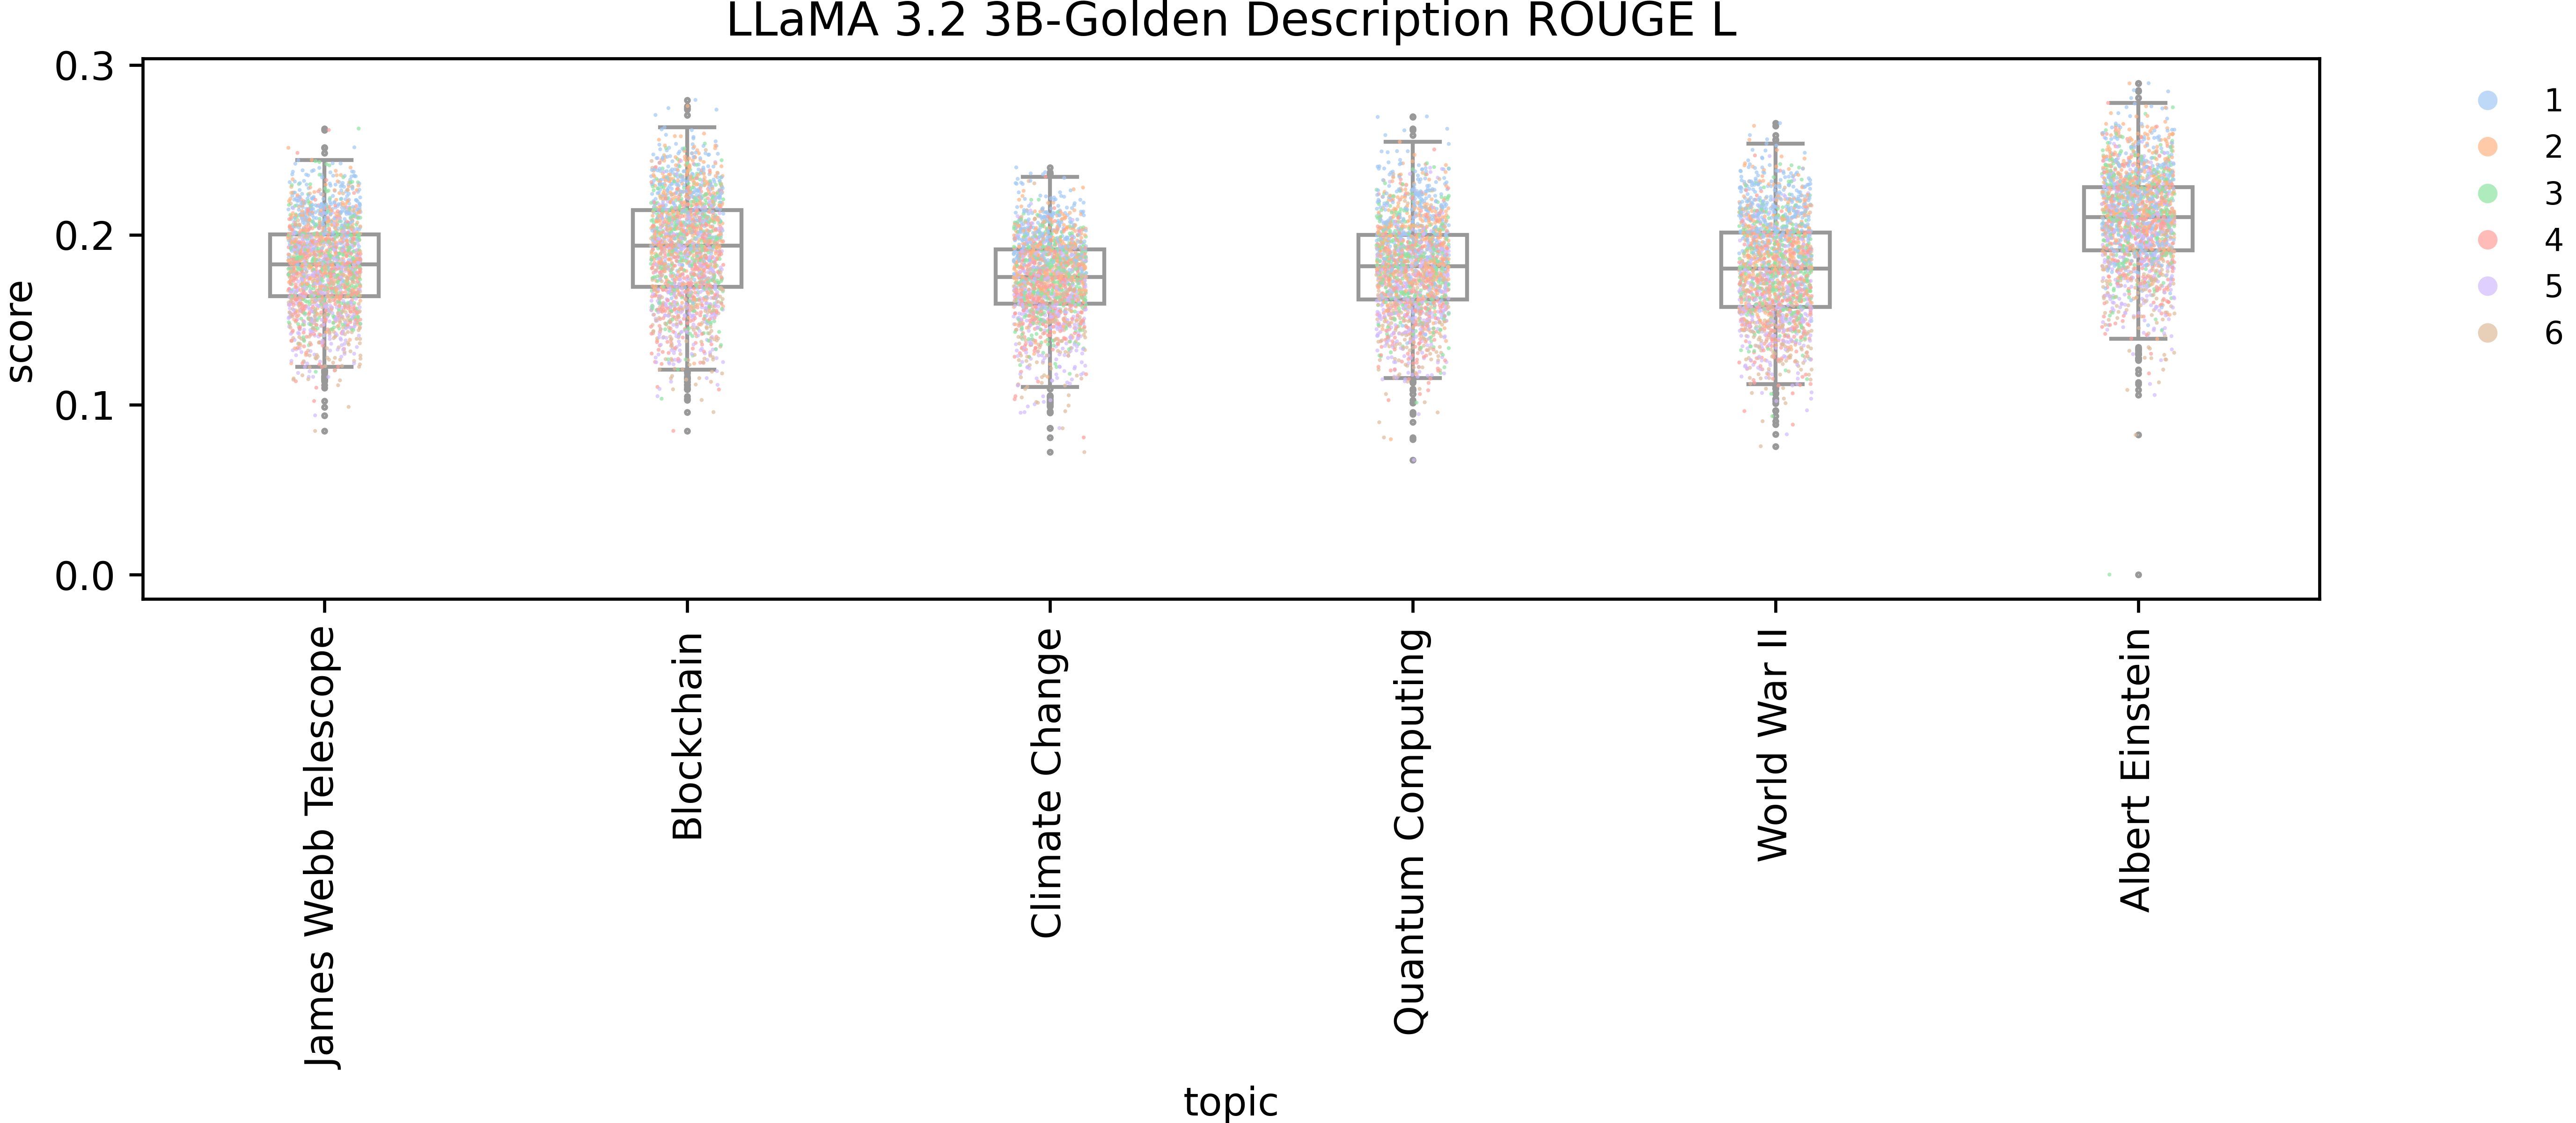 LLaMA 3.2 3B-Golden Description ROUGE L
score
0.3
0.2
0.1
0.0
James Webb Telescope
Blockchain
Climate Change
Quantum Computing
World War II
Albert Einstein
topic
1
2
3
4
5
6